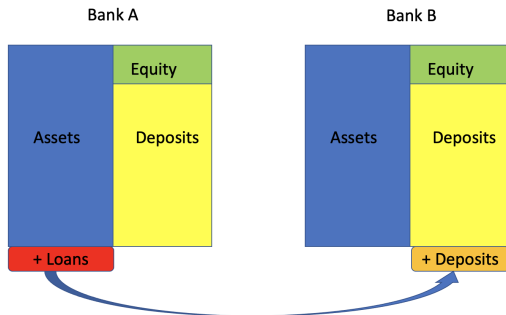 Bank A
Bank B
Equity
Assets
Deposits
+ Loans
Equity
Assets
Deposits
+ Deposits